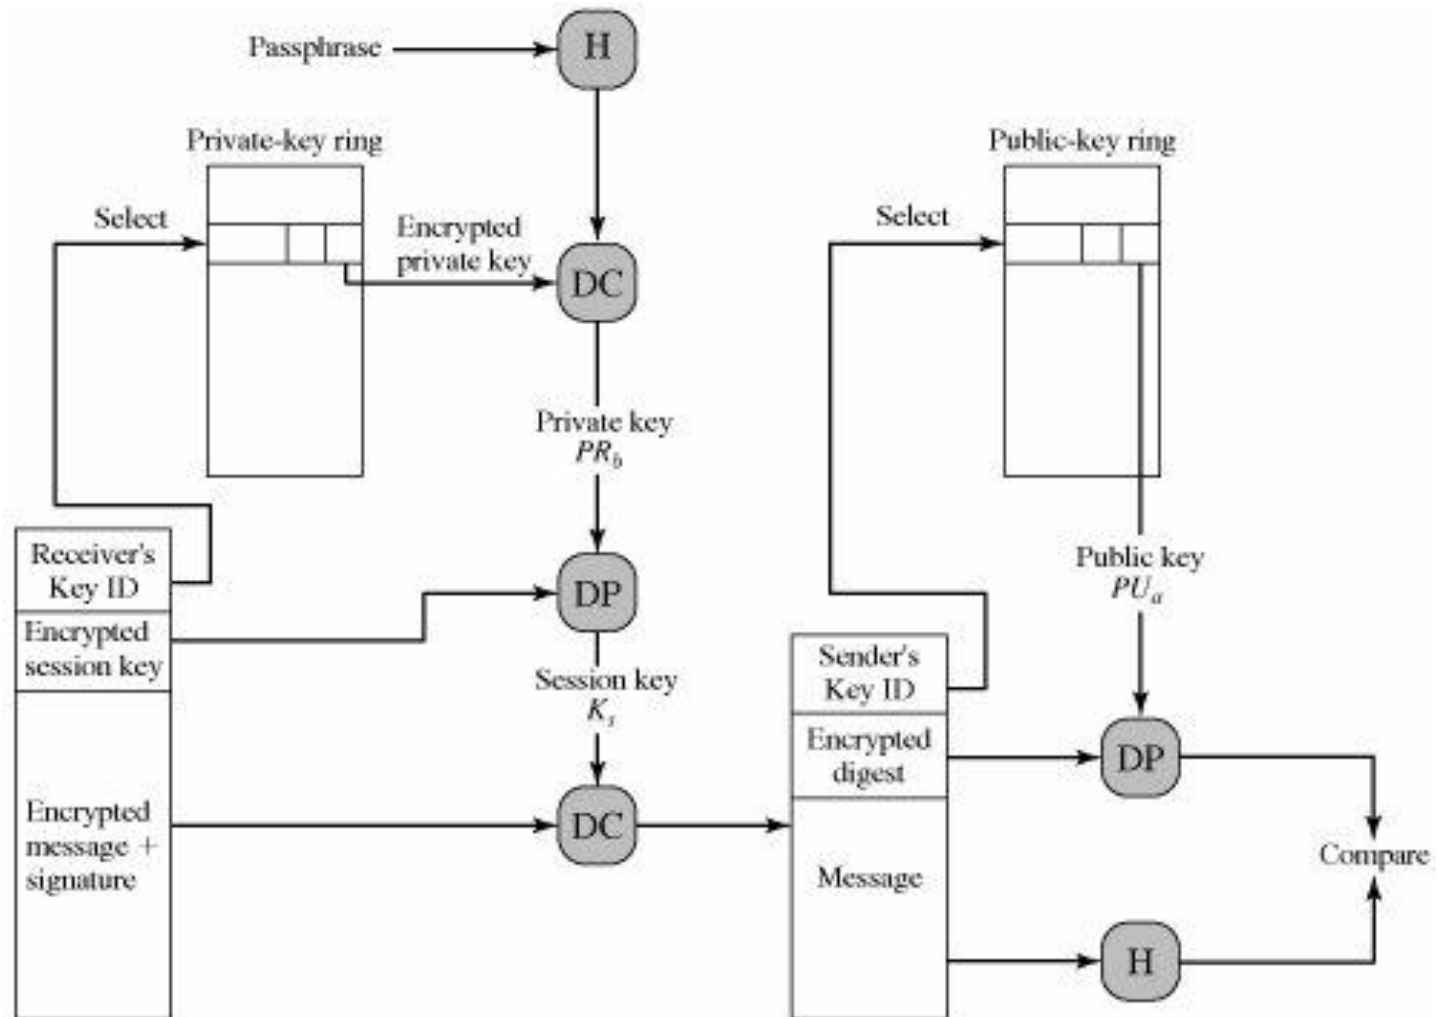 Passphrase
H
Private-key ring
Public-key ring
Select
Encrypted
private key
Select
DC
Private key
PR_b
Receiver's
Key ID
DP
Public key
PU_a
Encrypted
session key
Session key
K_s
Sender's
Key ID
Encrypted
digest
DP
Encrypted
message +
signature
DC
Message
Compare
H